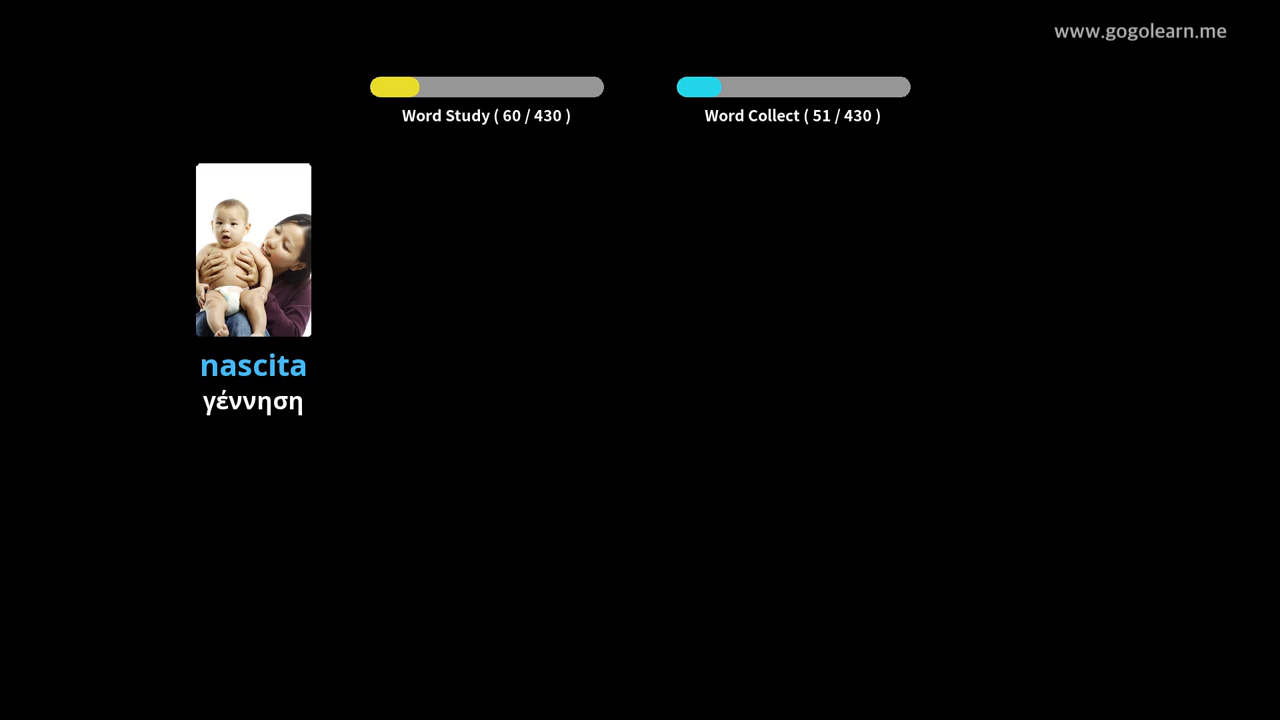 www.gogolearn.me
Word Study ( 60 / 430 )
Word Collect ( 51 / 430 )
nascita
γέννηση